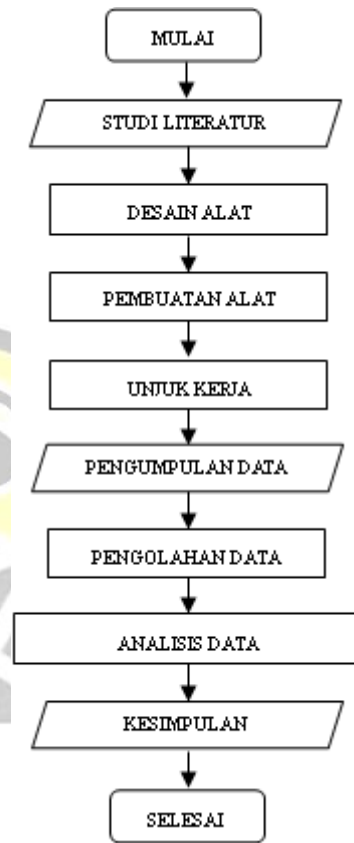 MULAI
STUDI LITERATUR
DESAIN ALAT
PEMBUATAN ALAT
UNJUK KERJA
PENGUMPULAN DATA
PENGOLAHAN DATA
ANALISIS DATA
KESIMPULAN
SELESAI